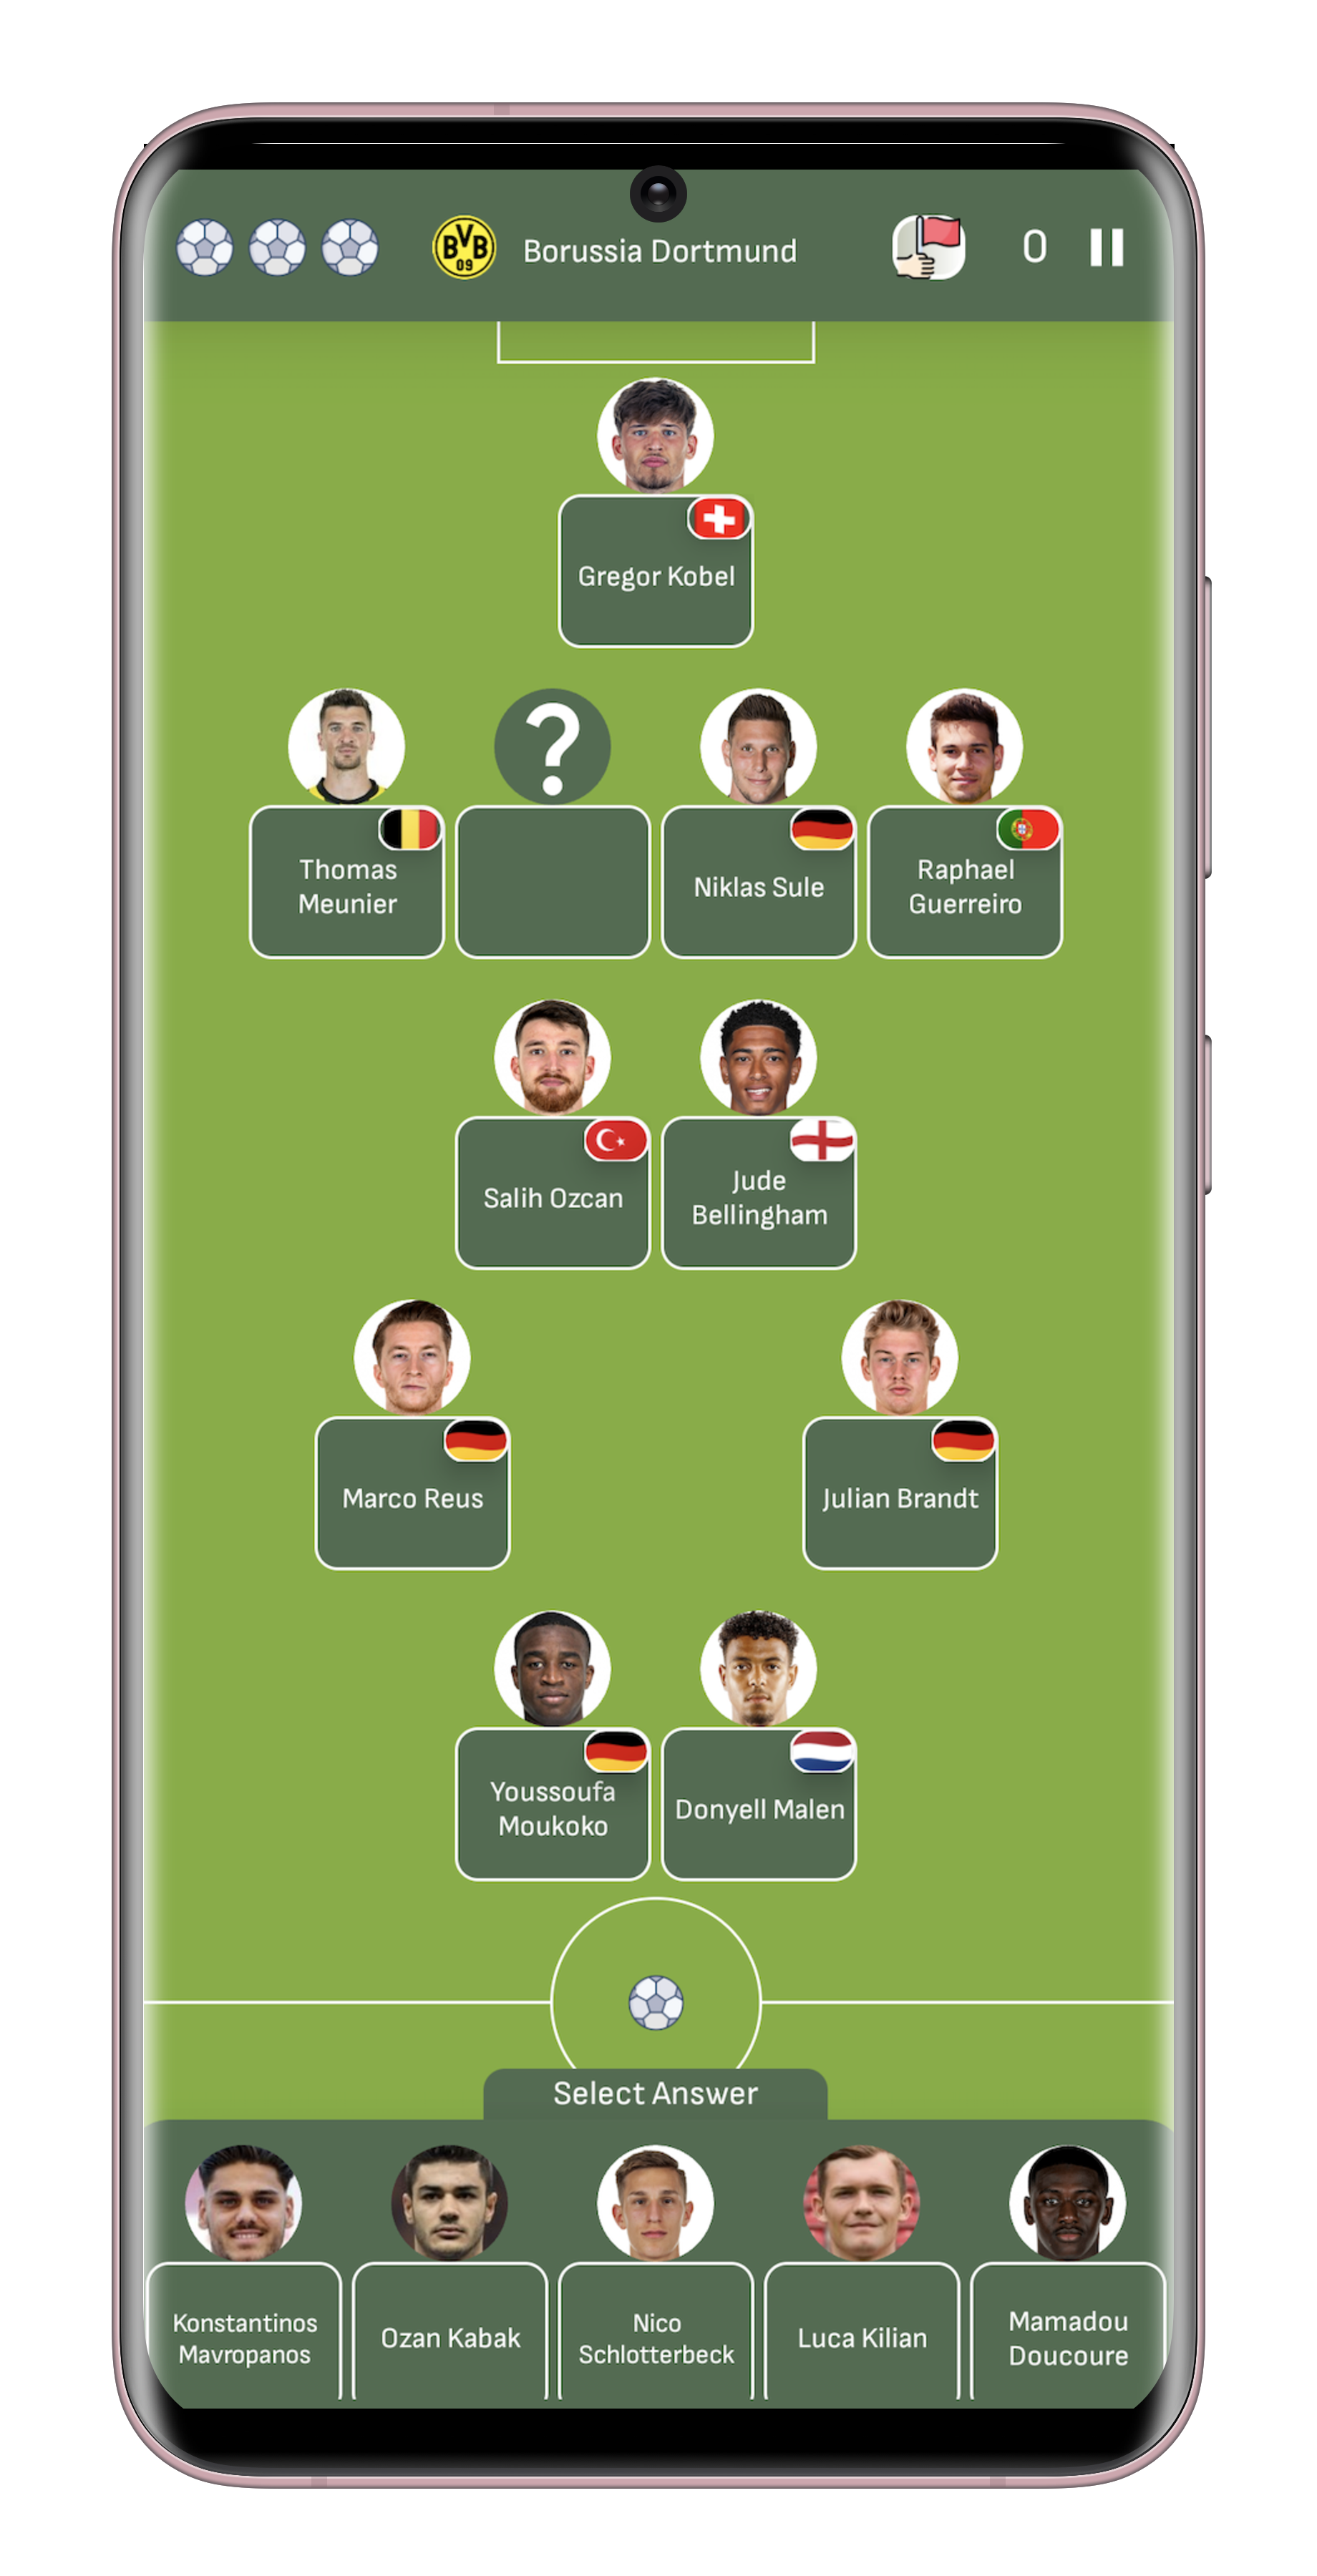 BVB
09
Borussia Dortmund
0
Gregor Kobel
?
Thomas
Meunier
Niklas Sule
Raphael
Guerreiro
Salih Ozcan
Jude
Bellingham
Marco Reus
Julian Brandt
Youssoufa
Moukoko
Donyell Malen
Select Answer
Konstantinos
Mavropanos
Ozan Kabak
Nico
Schlotterbeck
Luca Kilian
Mamadou
Doucoure